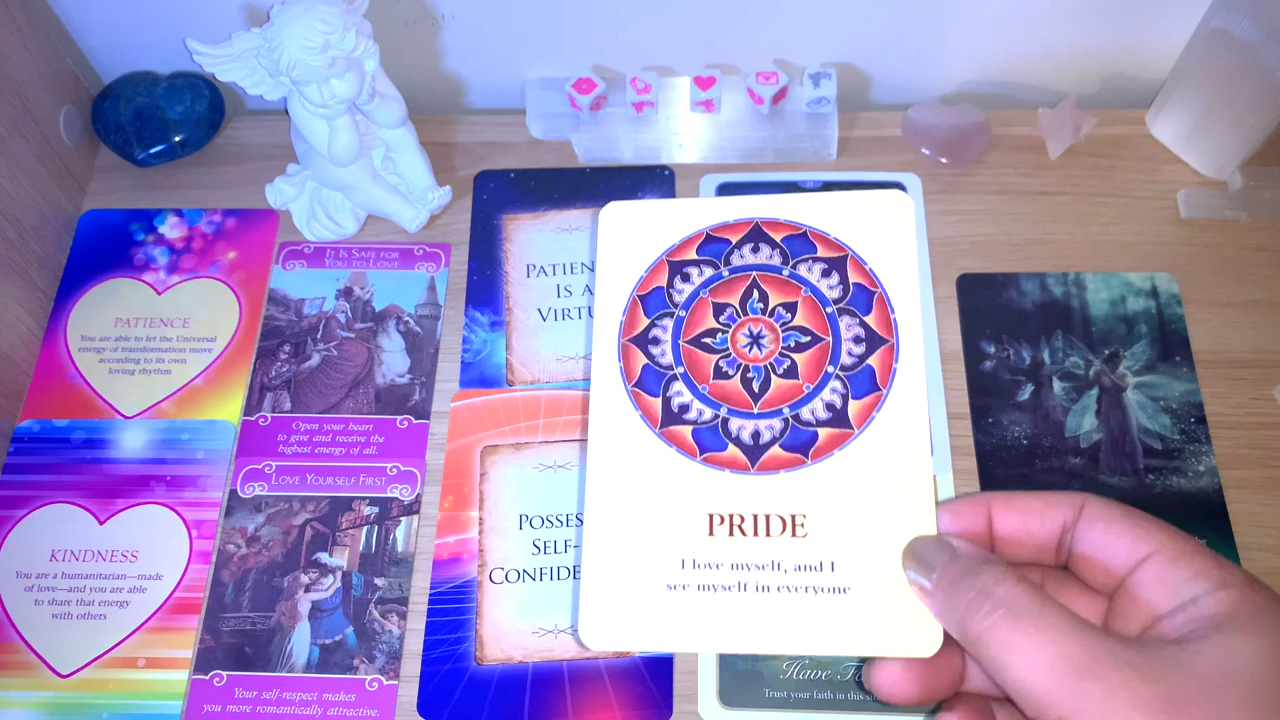 PATIENCE
You are able to let the Universal
energy of transformation move
according to its own
loving rhythm
KINDNESS
You are a humanitarian—made
of love—and you are able
to share that energy
with others
IT IS SAFE FOR
YOU TO LOVE
Open your heart
to give and receive the
highest energy of all.
LOVE YOURSELF FIRST
Your self-respect makes
you more romantically attractive.
PATIEN
IS A
VIRTU
POSSES
SELF-
CONFIDE
PRIDE
I love myself, and I
see myself in everyone
Have Fa
Trust your faith in this si